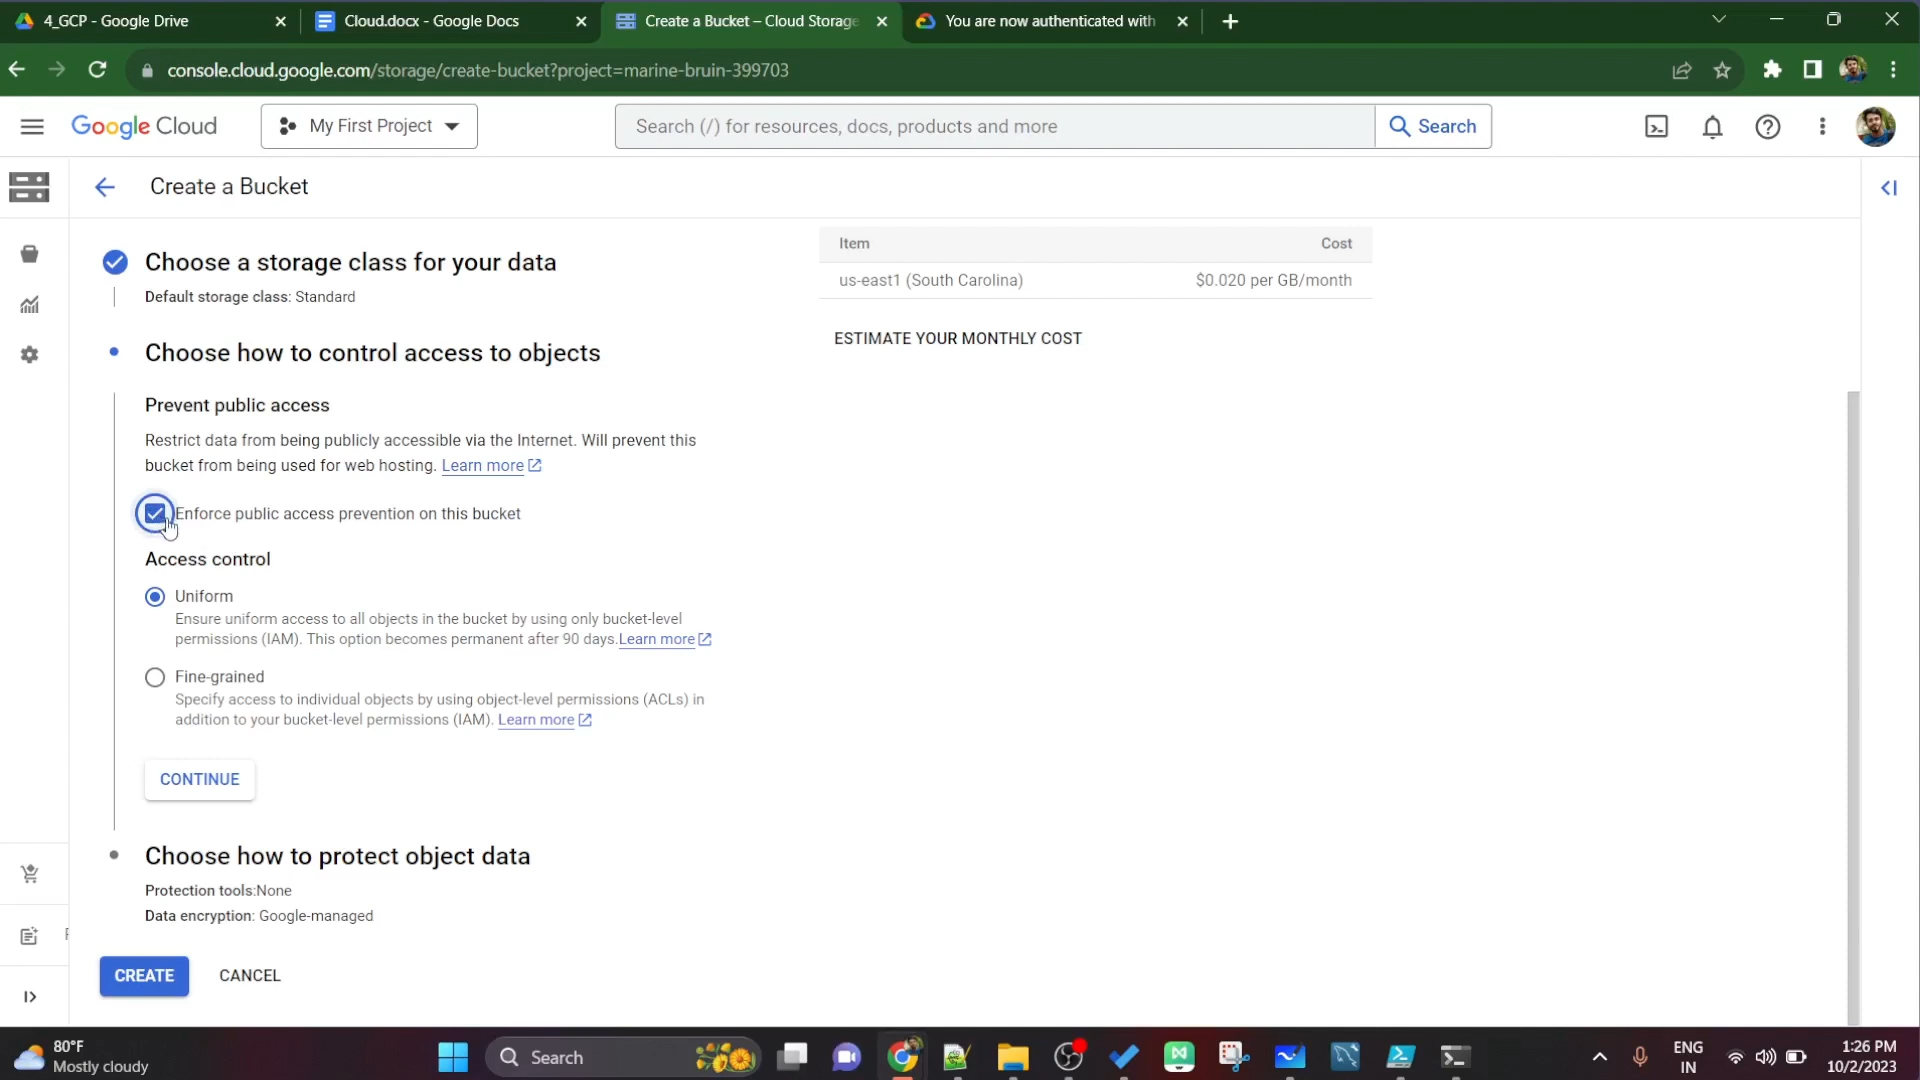 4_GCP - Google Drive
Cloud.docx - Google Docs
Create a Bucket – Cloud Storage
You are now authenticated with
console.cloud.google.com/storage/create-bucket?project=marine-bruin-399703
Google Cloud
My First Project
Search (/) for resources, docs, products and more
Search
Create a Bucket
Item Cost
us-east1 (South Carolina) $0.020 per GB/month
ESTIMATE YOUR MONTHLY COST
Choose a storage class for your data
Default storage class: Standard
Choose how to control access to objects
Prevent public access
Restrict data from being publicly accessible via the Internet. Will prevent this
bucket from being used for web hosting. Learn more
Enforce public access prevention on this bucket
Access control
Uniform
Ensure uniform access to all objects in the bucket by using only bucket-level
permissions (IAM). This option becomes permanent after 90 days.Learn more
Fine-grained
Specify access to individual objects by using object-level permissions (ACLs) in
addition to your bucket-level permissions (IAM). Learn more
CONTINUE
Choose how to protect object data
Protection tools:None
Data encryption: Google-managed
CREATE CANCEL
80°F
Mostly cloudy
Search
ENG
IN
1:26 PM
10/2/2023